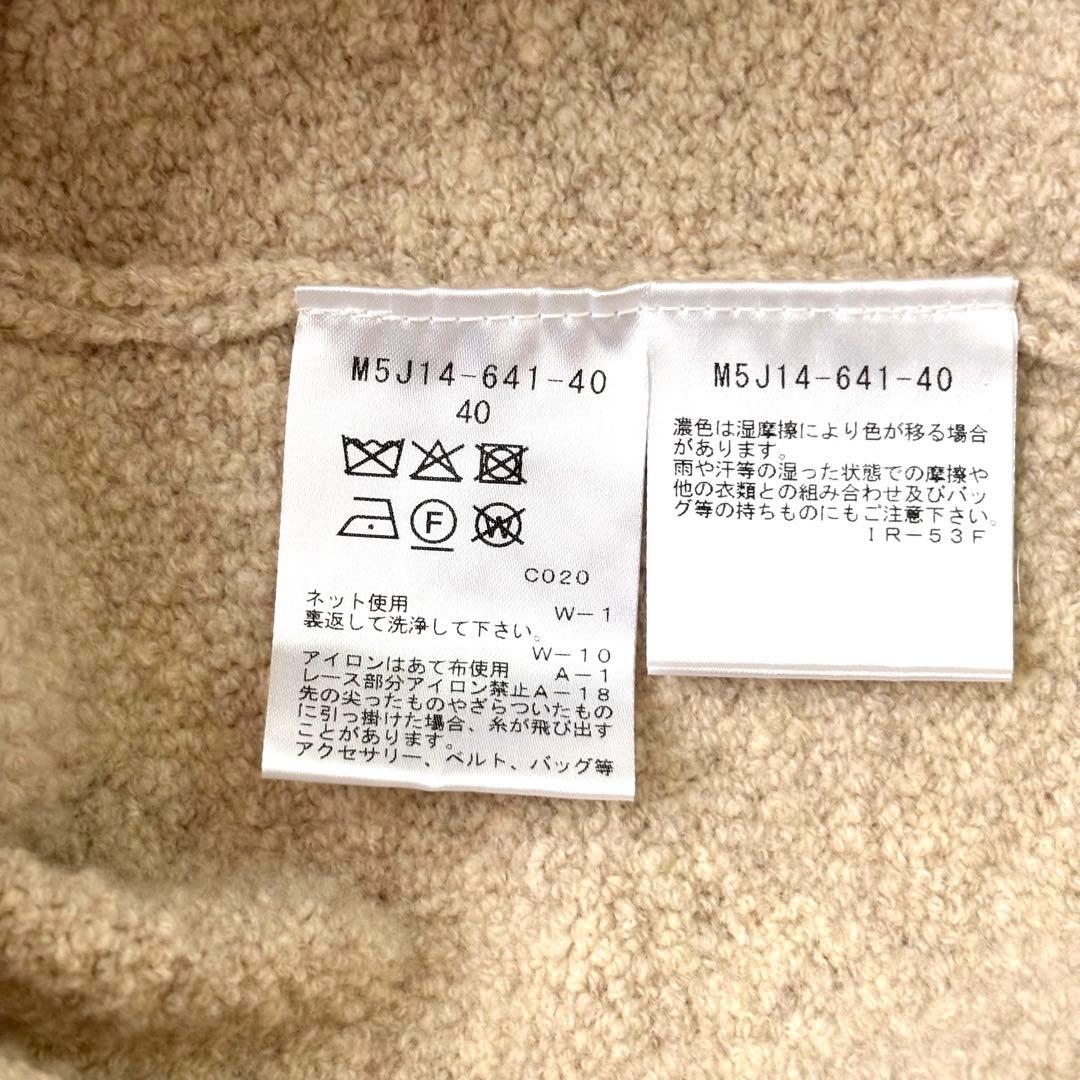 M5J14-641-40
40
F
W
C020
ネット使用 W-1
裏返して洗浄して下さい。
W-10
アイロンはあて布使用 A-1
レース部分アイロン禁止A-18
先の尖ったものやざらついたもの
に引っ掛けた場合、糸が飛び出す
ことがあります。
アクセサリー、ベルト、バッグ等
M5J14-641-40
濃色は湿摩擦により色が移る場合
があります。
雨や汗等の湿った状態での摩擦や
他の衣類との組み合わせ及びバッ
グ等の持ちものにもご注意下さい。
IR-53F